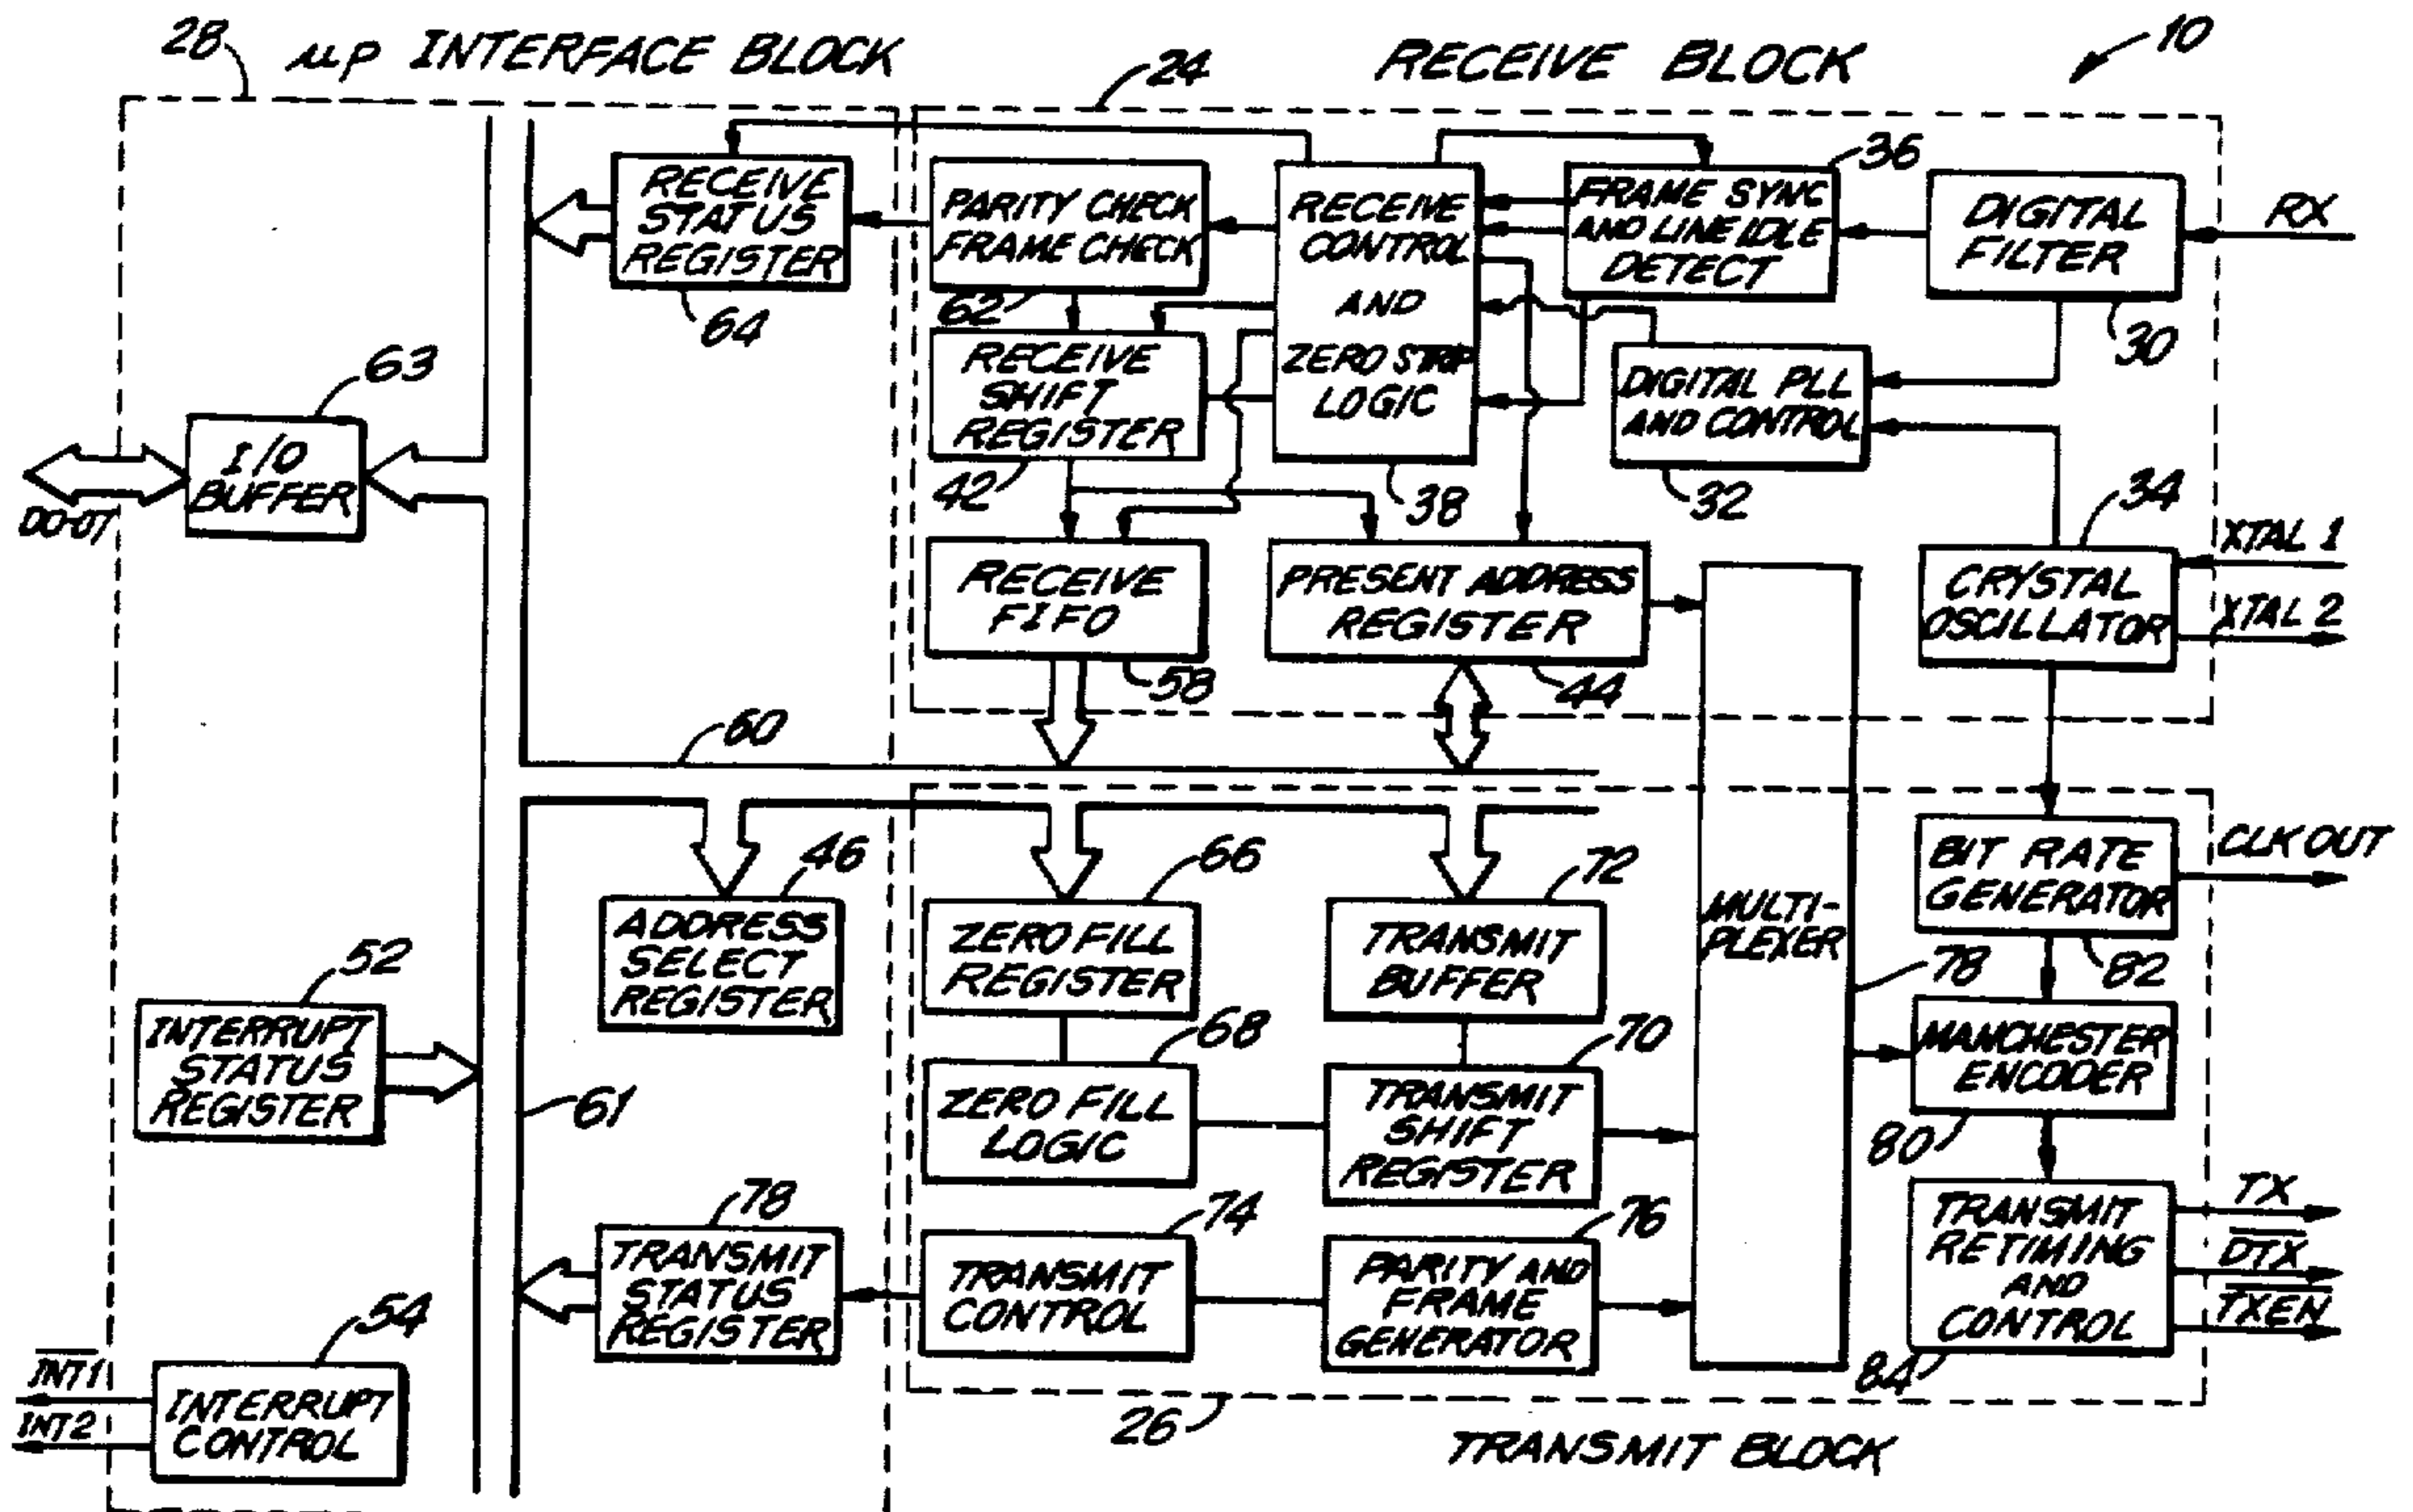 28
μP INTERFACE BLOCK
24
RECEIVE BLOCK
10
RECEIVE
STATUS
REGISTER
64
PARITY CHECK
FRAME CHECK
62
RECEIVE
CONTROL
AND
ZERO STRIP
LOGIC
38
FRAME SYNC
AND LINE IDLE
DETECT
36
DIGITAL
FILTER
30
RX
63
I/O
BUFFER
D0-D7
RECEIVE
SHIFT
REGISTER
42
DIGITAL PLL
AND CONTROL
32
34
CRYSTAL
OSCILLATOR
XTAL 1
XTAL 2
RECEIVE
FIFO
58
PRESENT ADDRESS
REGISTER
44
60
46
ADDRESS
SELECT
REGISTER
66
ZERO FILL
REGISTER
72
TRANSMIT
BUFFER
MULTI-
PLEXER
78
BIT RATE
GENERATOR
82
CLK OUT
52
INTERRUPT
STATUS
REGISTER
61
68
ZERO FILL
LOGIC
70
TRANSMIT
SHIFT
REGISTER
MANCHESTER
ENCODER
80
78
TRANSMIT
STATUS
REGISTER
74
TRANSMIT
CONTROL
76
PARITY AND
FRAME
GENERATOR
TRANSMIT
RETIMING
AND
CONTROL
84
TX
D̅T̅X̅
T̅X̅E̅N̅
54
I̅N̅T̅1̅
INT2
INTERRUPT
CONTROL
26
TRANSMIT BLOCK